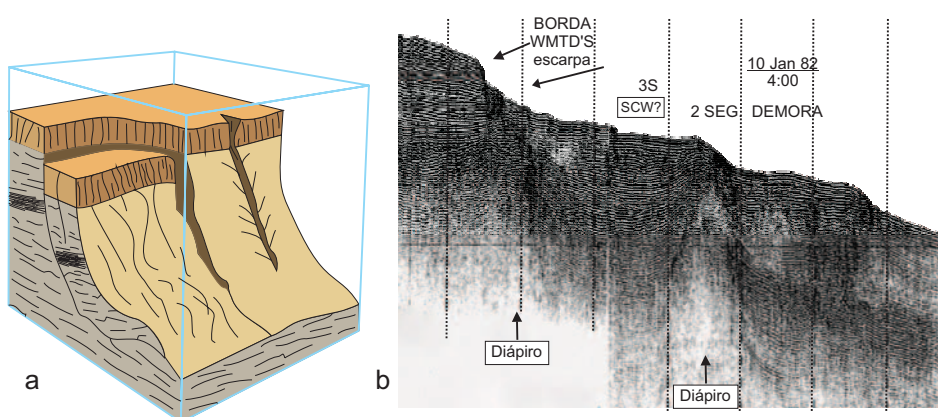 BORDA
WMTD'S
escarpa
10 Jan 82
4:00
3S
SCW?
2 SEG DEMORA
Diápiro
Diápiro
a
b